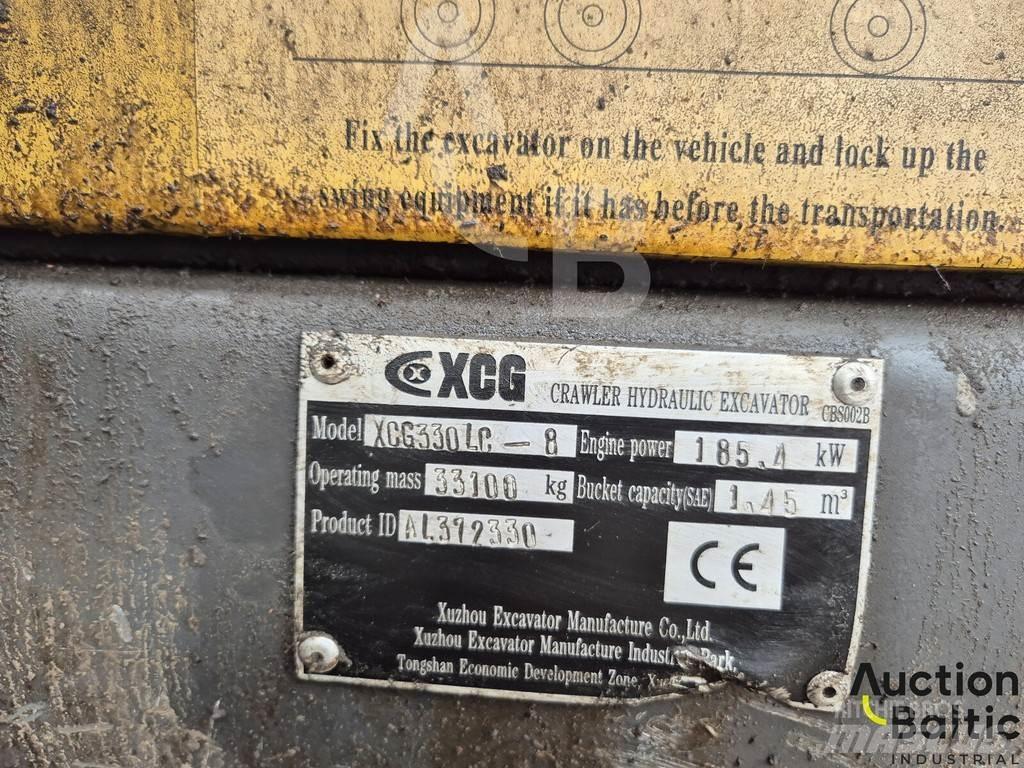 Fix the excavator on the vehicle and lock up the
swing equipment if it has before the transportation.
XCG CRAWLER HYDRAULIC EXCAVATOR CBS002B
Model XCG330LC-8 Engine power 185.4 kW
Operating mass 33100 kg Bucket capacity(SAE) 1.45 m³
Product ID AL392330
CE
Xuzhou Excavator Manufacture Co.,Ltd.
Xuzhou Excavator Manufacture Park.
Tongshan Economic Development Zone,
AB
Auction
Baltic
INDUSTRIAL